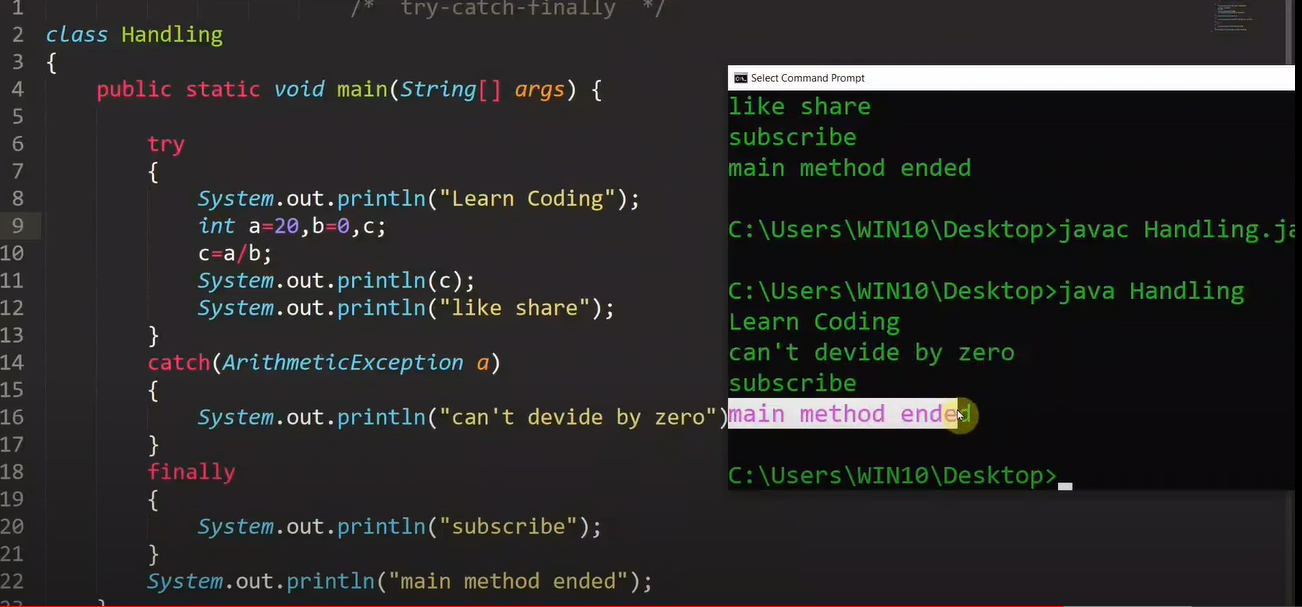 1 /* try-catch-finally */
2 class Handling
3 {
4 public static void main(String[] args) {
5
6 try
7 {
8 System.out.println("Learn Coding");
9 int a=20,b=0,c;
10 c=a/b;
11 System.out.println(c);
12 System.out.println("like share");
13 }
14 catch(ArithmeticException a)
15 {
16 System.out.println("can't devide by zero")
17 }
18 finally
19 {
20 System.out.println("subscribe");
21 }
22 System.out.println("main method ended");
23 }
Select Command Prompt
like share
subscribe
main method ended
C:\Users\WIN10\Desktop>javac Handling.ja
C:\Users\WIN10\Desktop>java Handling
Learn Coding
can't devide by zero
subscribe
main method ended
C:\Users\WIN10\Desktop>